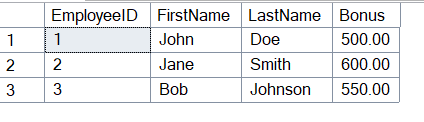 EmployeeID FirstName LastName Bonus
1 1 John Doe 500.00
2 2 Jane Smith 600.00
3 3 Bob Johnson 550.00